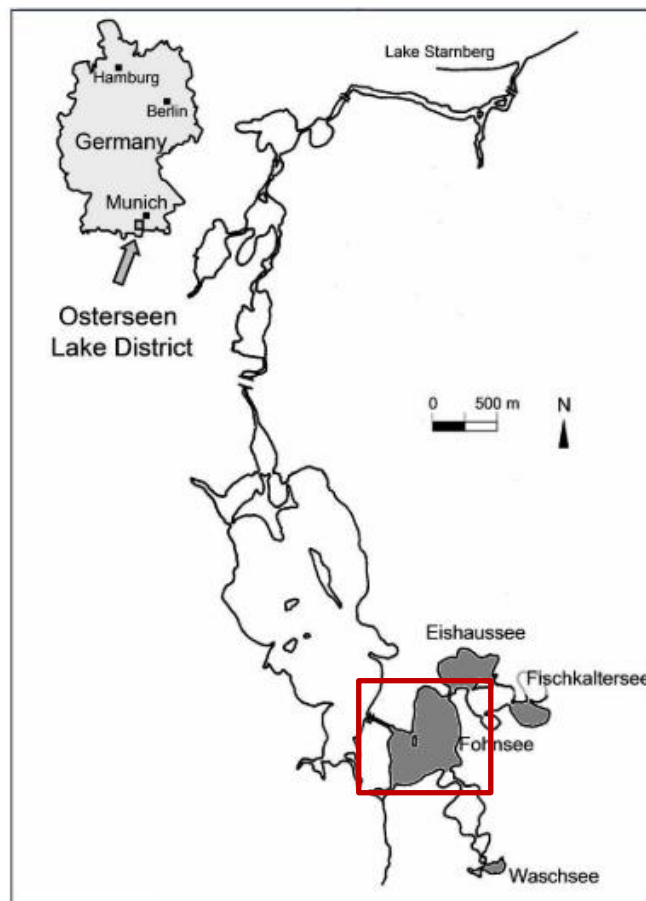 Lake Starnberg
Hamburg
Berlin
Germany
Munich
Osterseen
Lake District
0 500 m N
Eishaussee
Fischkaltersee
Fohnsee
Waschsee